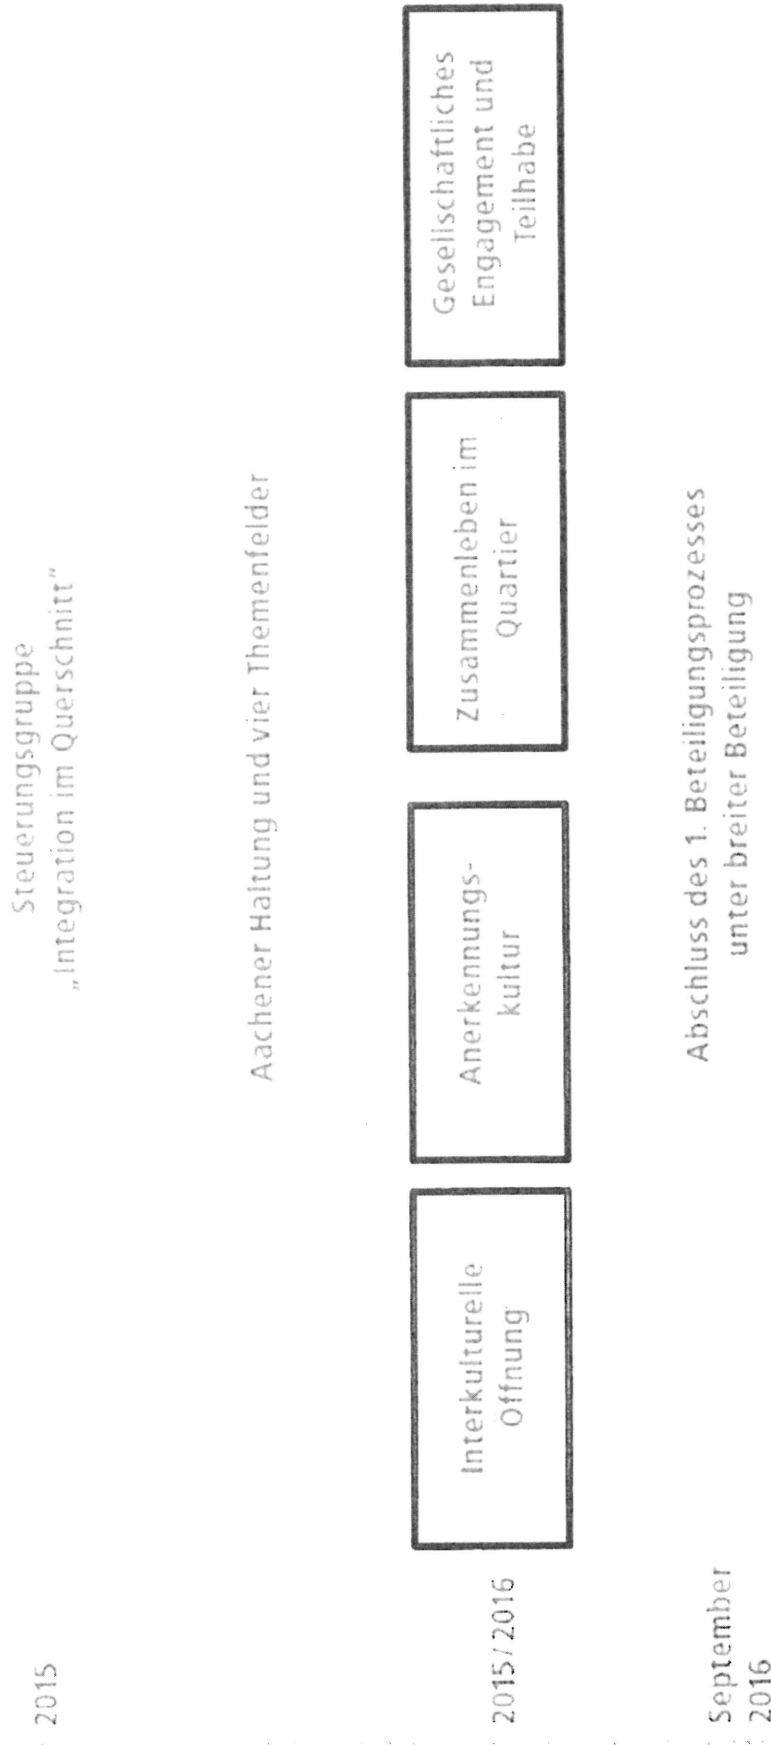 2015
Steuerungsgruppe
„Integration im Querschnitt“
Aachener Haltung und vier Themenfelder
2015/2016
Interkulturelle
Öffnung
Anerkennungs-
kultur
Zusammenleben im
Quartier
Gesellschaftliches
Engagement und
Teilhabe
September
2016
Abschluss des 1. Beteiligungsprozesses
unter breiter Beteiligung